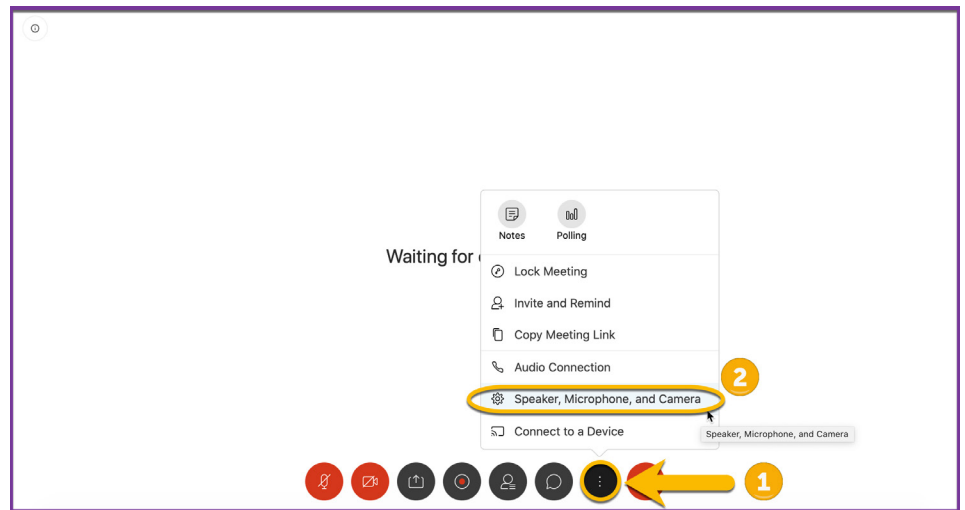 Notes
Polling
Waiting for
Lock Meeting
Invite and Remind
Copy Meeting Link
Audio Connection
2
Speaker, Microphone, and Camera
Speaker, Microphone, and Camera
Connect to a Device
1